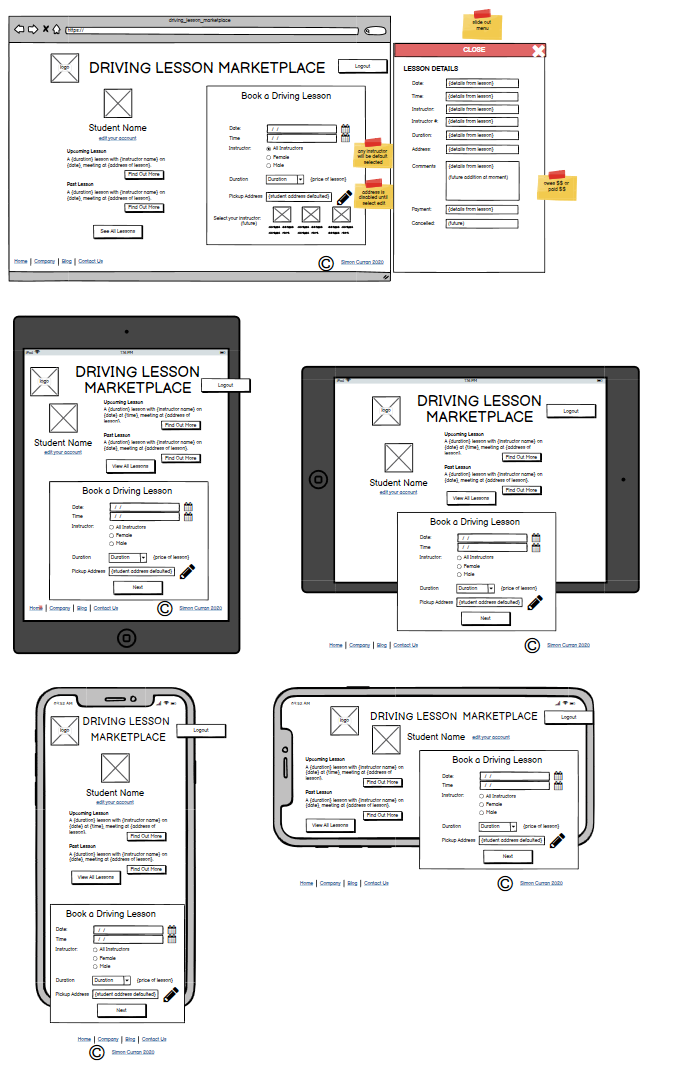 driving_lesson_marketplace
https://
logo
DRIVING LESSON MARKETPLACE
Logout
Student Name
edit your account
Upcoming Lesson
A {duration} lesson with {instructor name} on
{date} at {time}, meeting at {address of lesson}.
Find Out More
Past Lesson
A {duration} lesson with {instructor name} on
{date} at {time}, meeting at {address of lesson}.
Find Out More
See All Lessons
Book a Driving Lesson
Date: / /
Time / /
Instructor: All Instructors
Female
Male
Duration Duration {price of lesson}
Pickup Address {student address defaulted}
Select your instructor:
(future)
any instructor
will be default
selected
address is
disabled until
select edit
Home Company Blog Contact Us
© Simon Curran 2020
slide out
menu
CLOSE
LESSON DETAILS
Date: {details from lesson}
Time: {details from lesson}
Instructor: {details from lesson}
Instructor #: {details from lesson}
Duration: {details from lesson}
Address: {details from lesson}
Comments {details from lesson}
(future addition at moment)
Payment: {details from lesson}
Cancelled: (future)
owes $$ or
paid $$
iPad 7:14 PM
logo
DRIVING LESSON
MARKETPLACE
Logout
Student Name
edit your account
Upcoming Lesson
A {duration} lesson with {instructor name} on
{date} at {time}, meeting at {address of
lesson}.
Find Out More
Past Lesson
A {duration} lesson with {instructor name} on
{date}, meeting at {address of lesson}.
Find Out More
View All Lessons
Book a Driving Lesson
Date: / /
Time / /
Instructor: All Instructors
Female
Male
Duration Duration {price of lesson}
Pickup Address {student address defaulted}
Next
Home Company Blog Contact Us
© Simon Curran 2020
iPad 7:14 PM
logo
DRIVING LESSON
MARKETPLACE
Logout
Student Name
edit your account
Upcoming Lesson
A {duration} lesson with {instructor name} on
{date} at {time}, meeting at {address of
lesson}.
Find Out More
Past Lesson
A {duration} lesson with {instructor name} on
{date}, meeting at {address of lesson}.
Find Out More
View All Lessons
Book a Driving Lesson
Date: / /
Time / /
Instructor: All Instructors
Female
Male
Duration Duration {price of lesson}
Pickup Address {student address defaulted}
Next
Home Company Blog Contact Us
© Simon Curran 2020
logo
DRIVING LESSON
MARKETPLACE
Logout
Student Name
edit your account
Upcoming Lesson
A {duration} lesson with {instructor name} on
{date} at {time}, meeting at {address of
lesson}.
Find Out More
Past Lesson
A {duration} lesson with {instructor name} on
{date}, meeting at {address of lesson}.
Find Out More
View All Lessons
Book a Driving Lesson
Date: / /
Time / /
Instructor: All Instructors
Female
Male
Duration Duration {price of lesson}
Pickup Address {student address defaulted}
Next
Home Company Blog Contact Us
© Simon Curran 2020
logo
DRIVING LESSON MARKETPLACE
Logout
Student Name edit your account
Upcoming Lesson
A {duration} lesson with {instructor name} on
{date} at {time}, meeting at {address of
lesson}.
Find Out More
Past Lesson
A {duration} lesson with {instructor name} on
{date}, meeting at {address of lesson}.
Find Out More
View All Lessons
Book a Driving Lesson
Date: / /
Time / /
Instructor: All Instructors
Female
Male
Duration Duration {price of lesson}
Pickup Address {student address defaulted}
Next
Home Company Blog Contact Us
© Simon Curran 2020